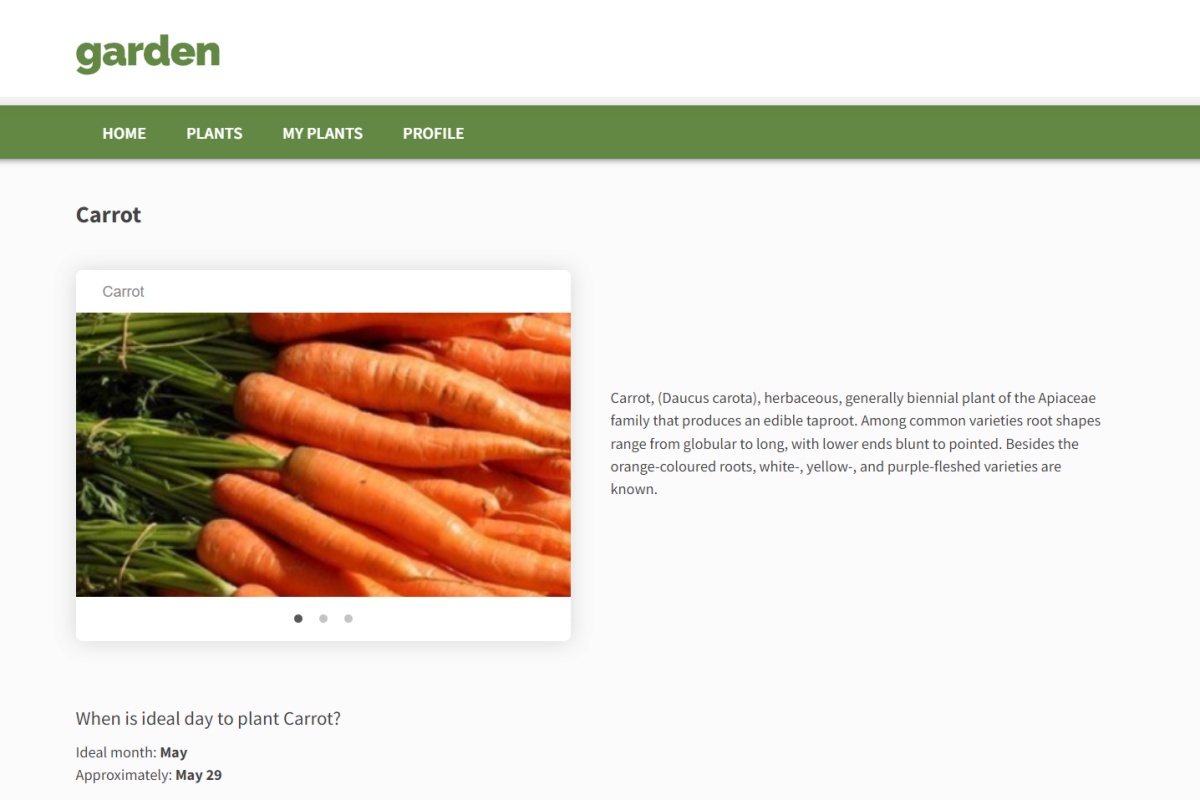 garden
HOME PLANTS MY PLANTS PROFILE
Carrot
Carrot
Carrot, (Daucus carota), herbaceous, generally biennial plant of the Apiaceae
family that produces an edible taproot. Among common varieties root shapes
range from globular to long, with lower ends blunt to pointed. Besides the
orange-coloured roots, white-, yellow-, and purple-fleshed varieties are
known.
When is ideal day to plant Carrot?
Ideal month: May
Approximately: May 29